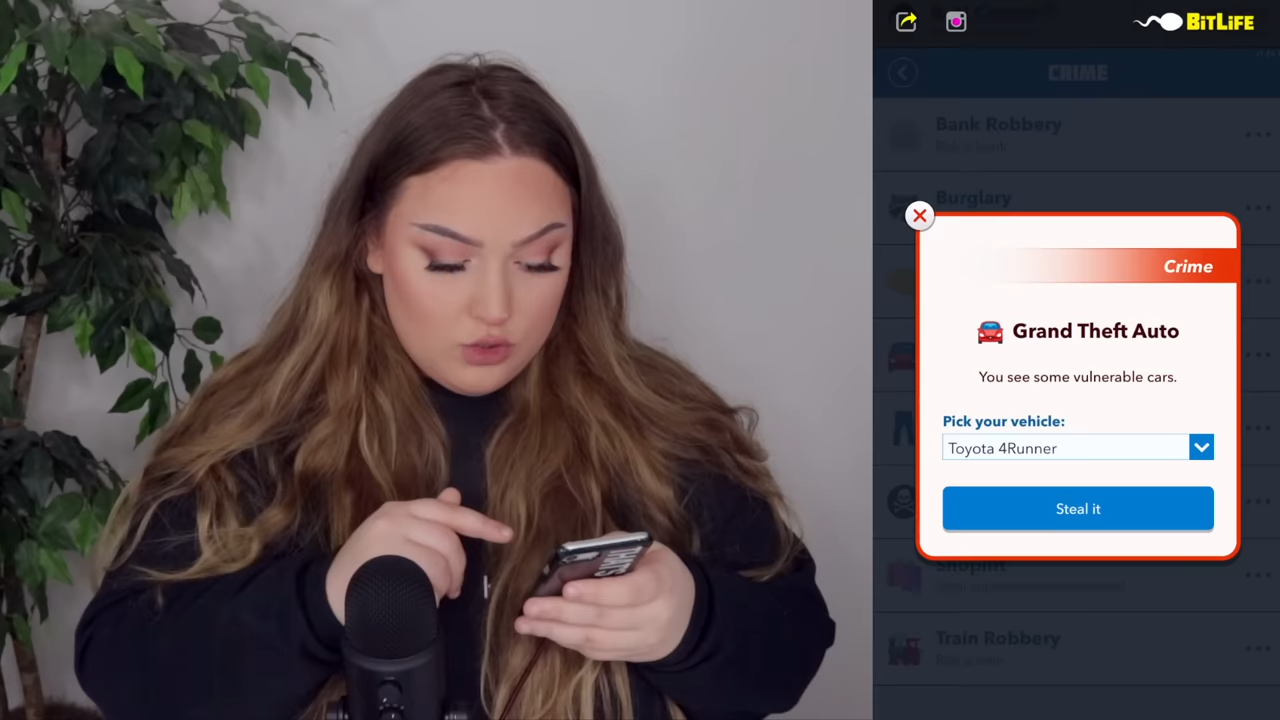 BITLIFE
CRIME
Bank Robbery
Burglary
Crime
Grand Theft Auto
You see some vulnerable cars.
Pick your vehicle:
Toyota 4Runner
Steal it
Shoplift
Train Robbery